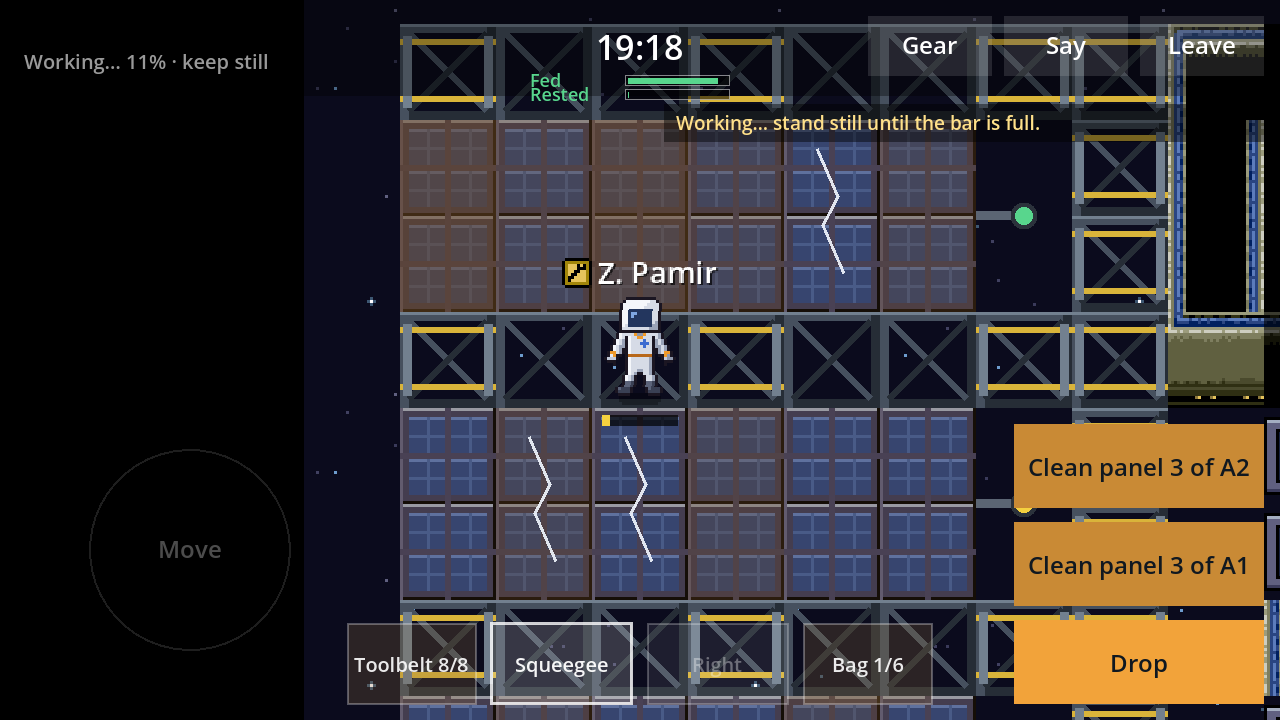 Working... 11% · keep still
19:18
Gear
Say
Leave
Fed
Rested
Working... stand still until the bar is full.
Z. Pamir
Clean panel 3 of A2
Clean panel 3 of A1
Move
Toolbelt 8/8
Squeegee
Right
Bag 1/6
Drop